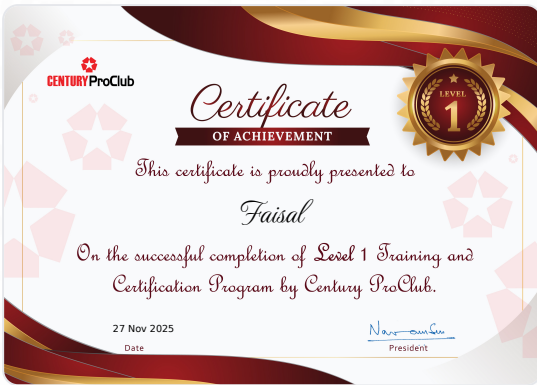 CENTURY ProClub
Certificate
OF ACHIEVEMENT
LEVEL
1
This certificate is proudly presented to
Faisal
On the successful completion of Level 1 Training and
Certification Program by Century ProClub.
27 Nov 2025
Date
President